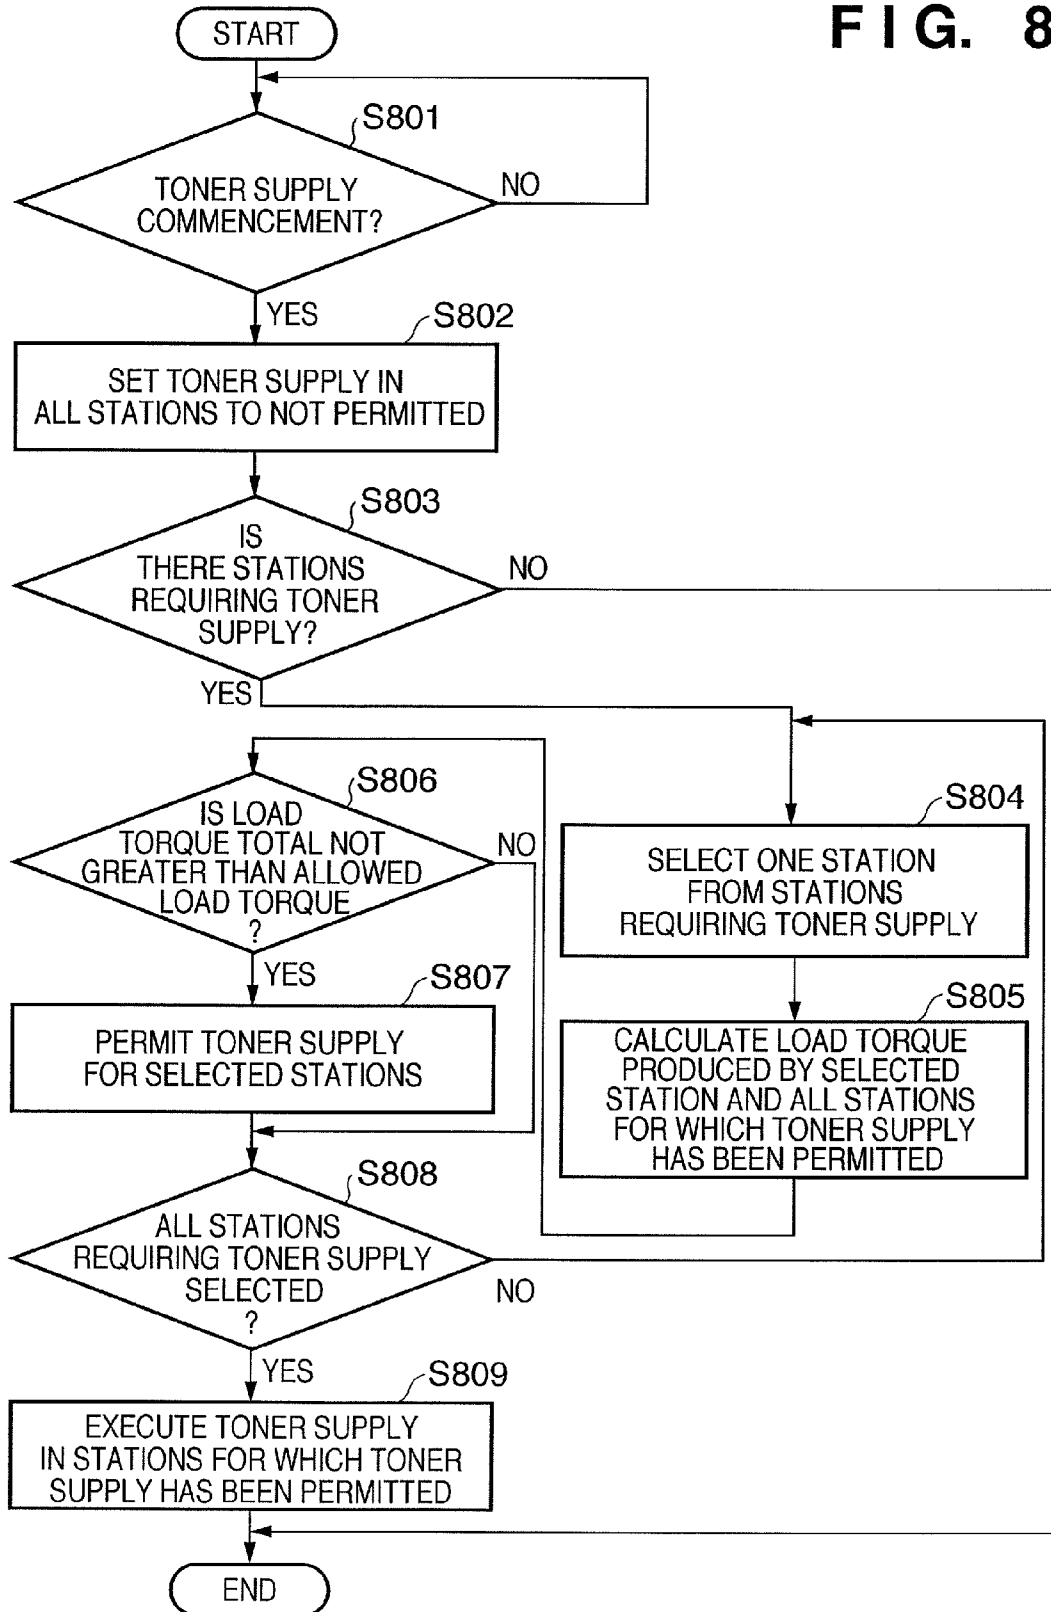 FIG. 8
START
S801
TONER SUPPLY
COMMENCEMENT?
NO
YES
S802
SET TONER SUPPLY IN
ALL STATIONS TO NOT PERMITTED
S803
IS
THERE STATIONS
REQUIRING TONER
SUPPLY?
NO
YES
S804
SELECT ONE STATION
FROM STATIONS
REQUIRING TONER SUPPLY
S805
CALCULATE LOAD TORQUE
PRODUCED BY SELECTED
STATION AND ALL STATIONS
FOR WHICH TONER SUPPLY
HAS BEEN PERMITTED
S806
IS LOAD
TORQUE TOTAL NOT
GREATER THAN ALLOWED
LOAD TORQUE
?
NO
YES
S807
PERMIT TONER SUPPLY
FOR SELECTED STATIONS
S808
ALL STATIONS
REQUIRING TONER SUPPLY
SELECTED
?
NO
YES
S809
EXECUTE TONER SUPPLY
IN STATIONS FOR WHICH TONER
SUPPLY HAS BEEN PERMITTED
END